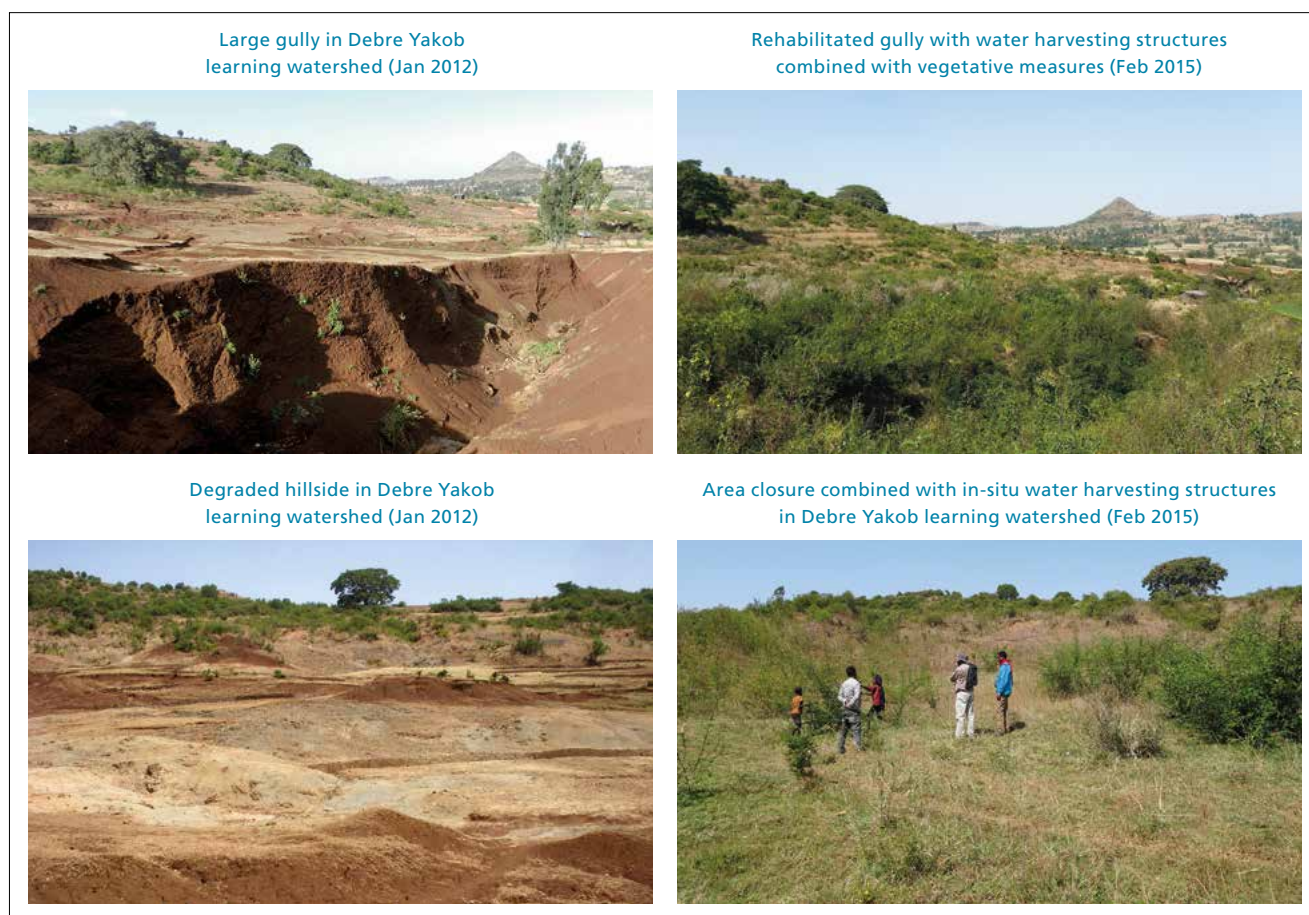 Large gully in Debre Yakob
learning watershed (Jan 2012)
Rehabilitated gully with water harvesting structures
combined with vegetative measures (Feb 2015)
Degraded hillside in Debre Yakob
learning watershed (Jan 2012)
Area closure combined with in-situ water harvesting structures
in Debre Yakob learning watershed (Feb 2015)